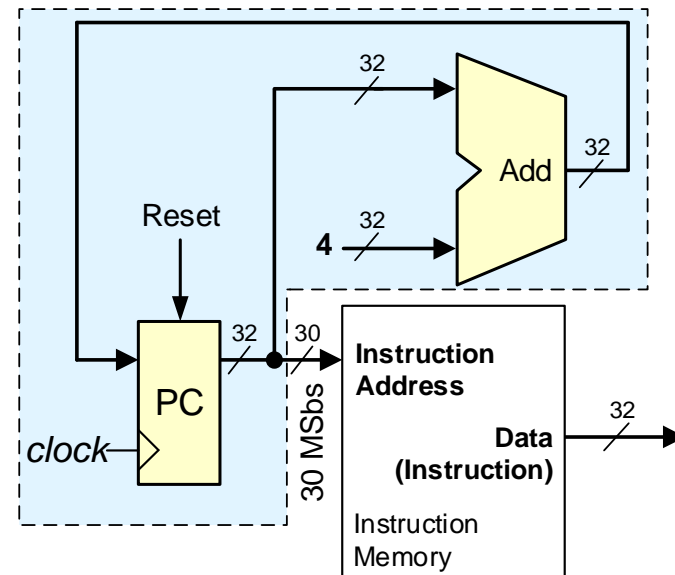 32
32
Add
Reset
32
4
32
30
Instruction
Address
PC
30 MSbs
Data
(Instruction)
32
clock
Instruction
Memory